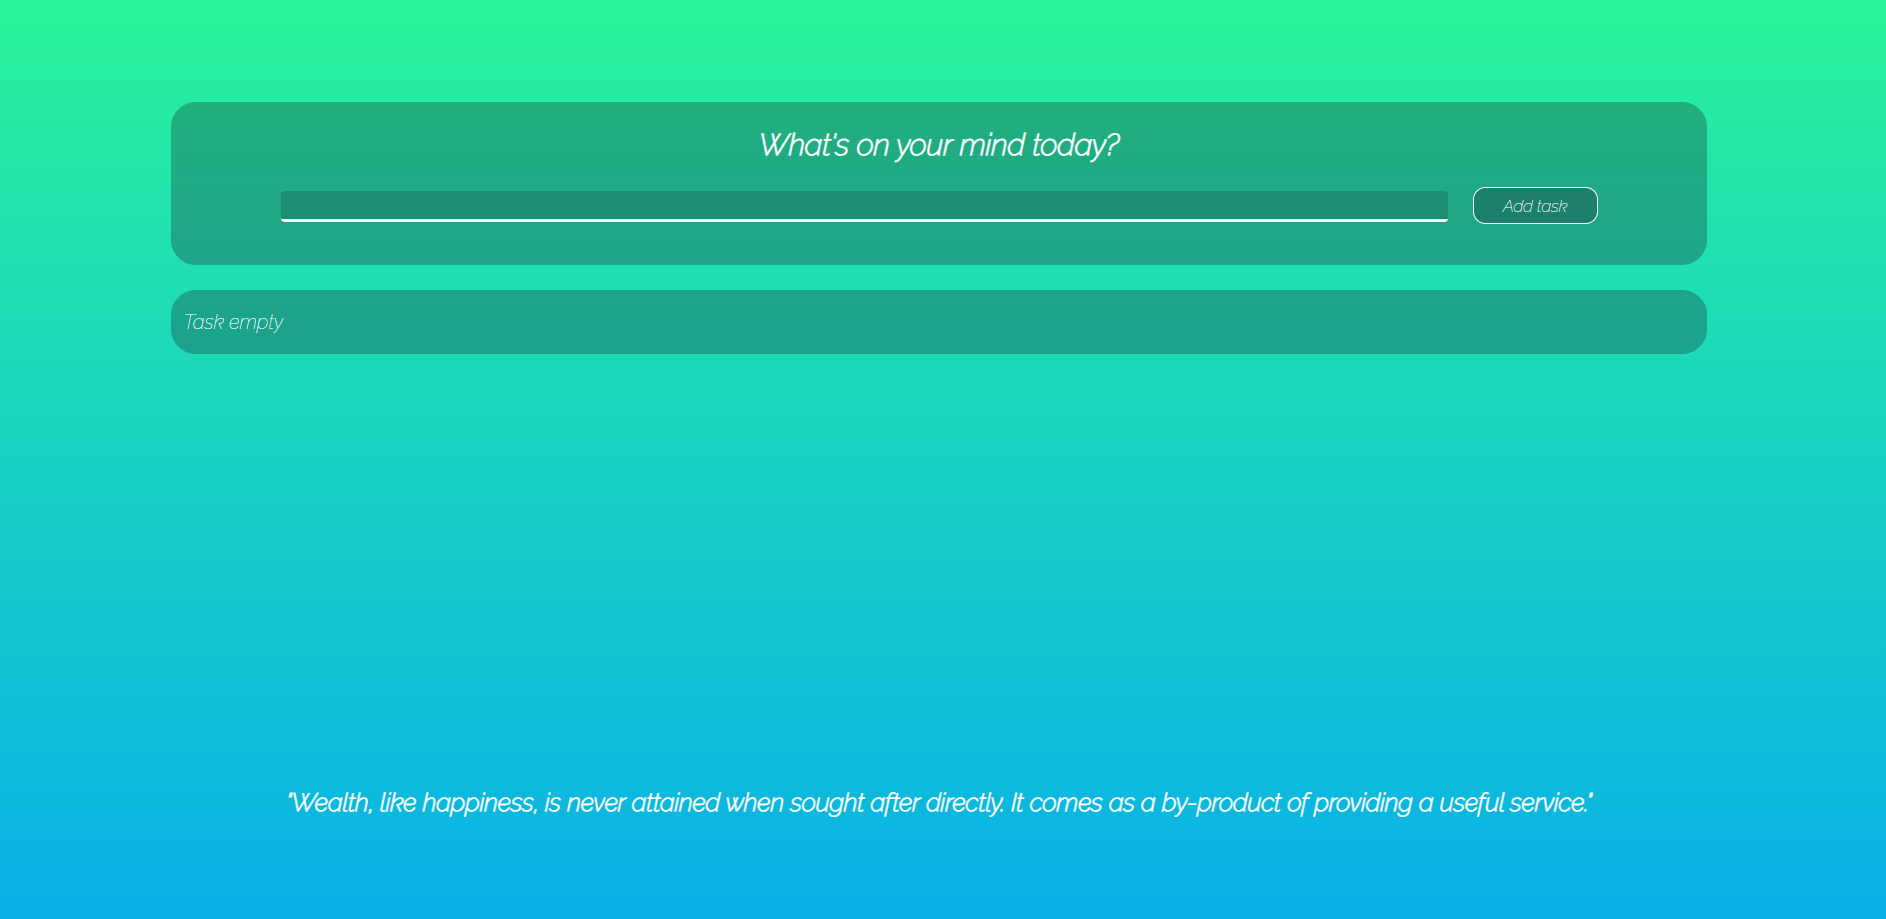 What's on your mind today?
Add task
Task empty
"Wealth, like happiness, is never attained when sought after directly. It comes as a by-product of providing a useful service."